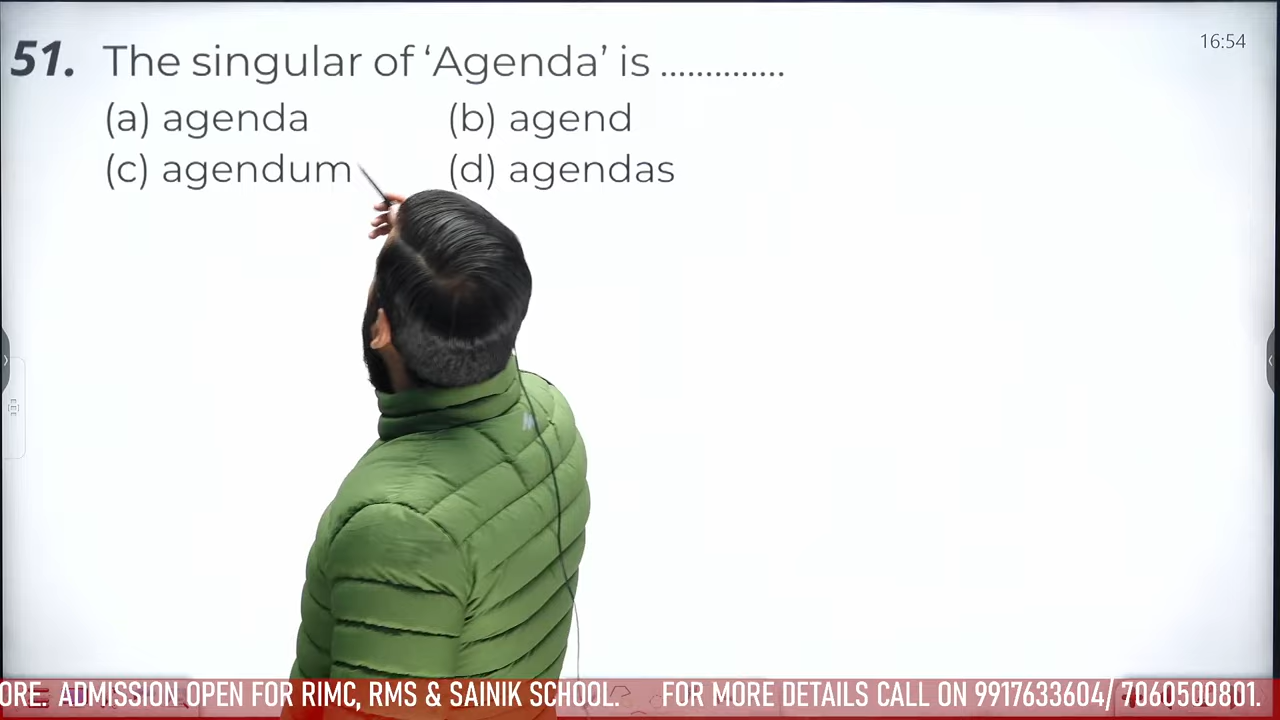 16:54
51. The singular of ‘Agenda’ is ..............
(a) agenda (b) agend
(c) agendum (d) agendas
ORE. ADMISSION OPEN FOR RIMC, RMS & SAINIK SCHOOL. FOR MORE DETAILS CALL ON 9917633604/ 7060500801.